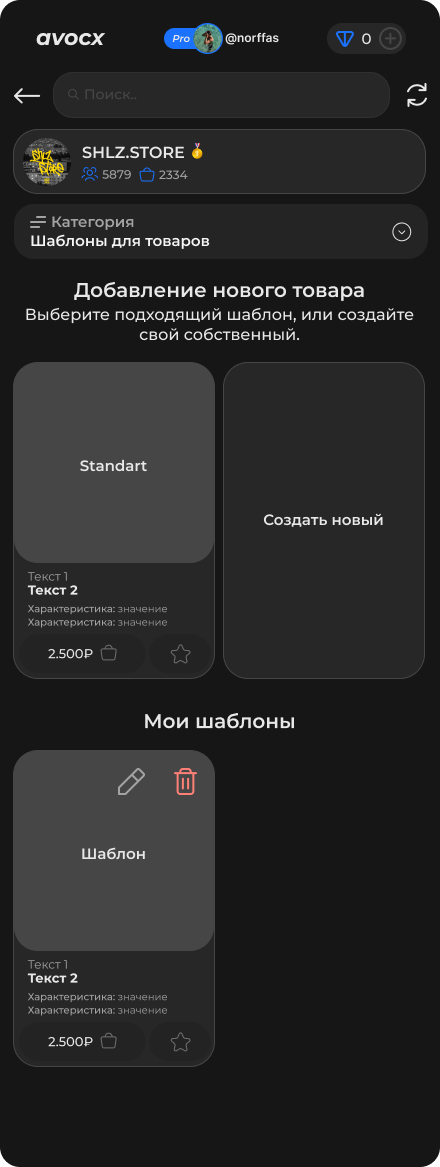 avocx
Pro @norffas
0
Поиск..
SHLZ.STORE
5879 2334
Категория
Шаблоны для товаров
Добавление нового товара
Выберите подходящий шаблон, или создайте
свой собственный.
Standart
Текст 1
Текст 2
Характеристика: значение
Характеристика: значение
2.500₽
Создать новый
Мои шаблоны
Шаблон
Текст 1
Текст 2
Характеристика: значение
Характеристика: значение
2.500₽